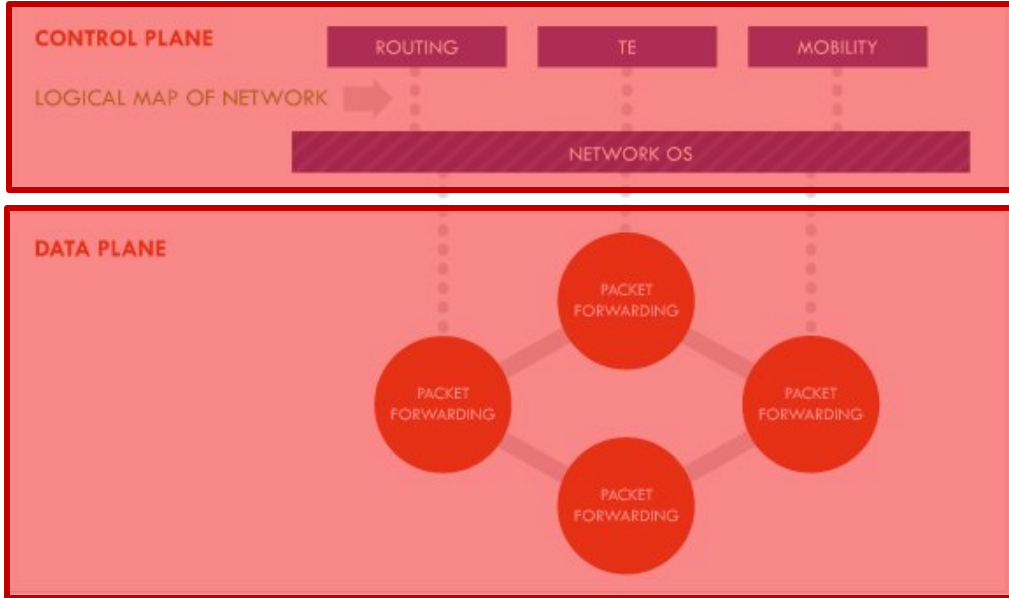 CONTROL PLANE
ROUTING
TE
MOBILITY
LOGICAL MAP OF NETWORK
NETWORK OS
DATA PLANE
PACKET
FORWARDING
PACKET
FORWARDING
PACKET
FORWARDING
PACKET
FORWARDING